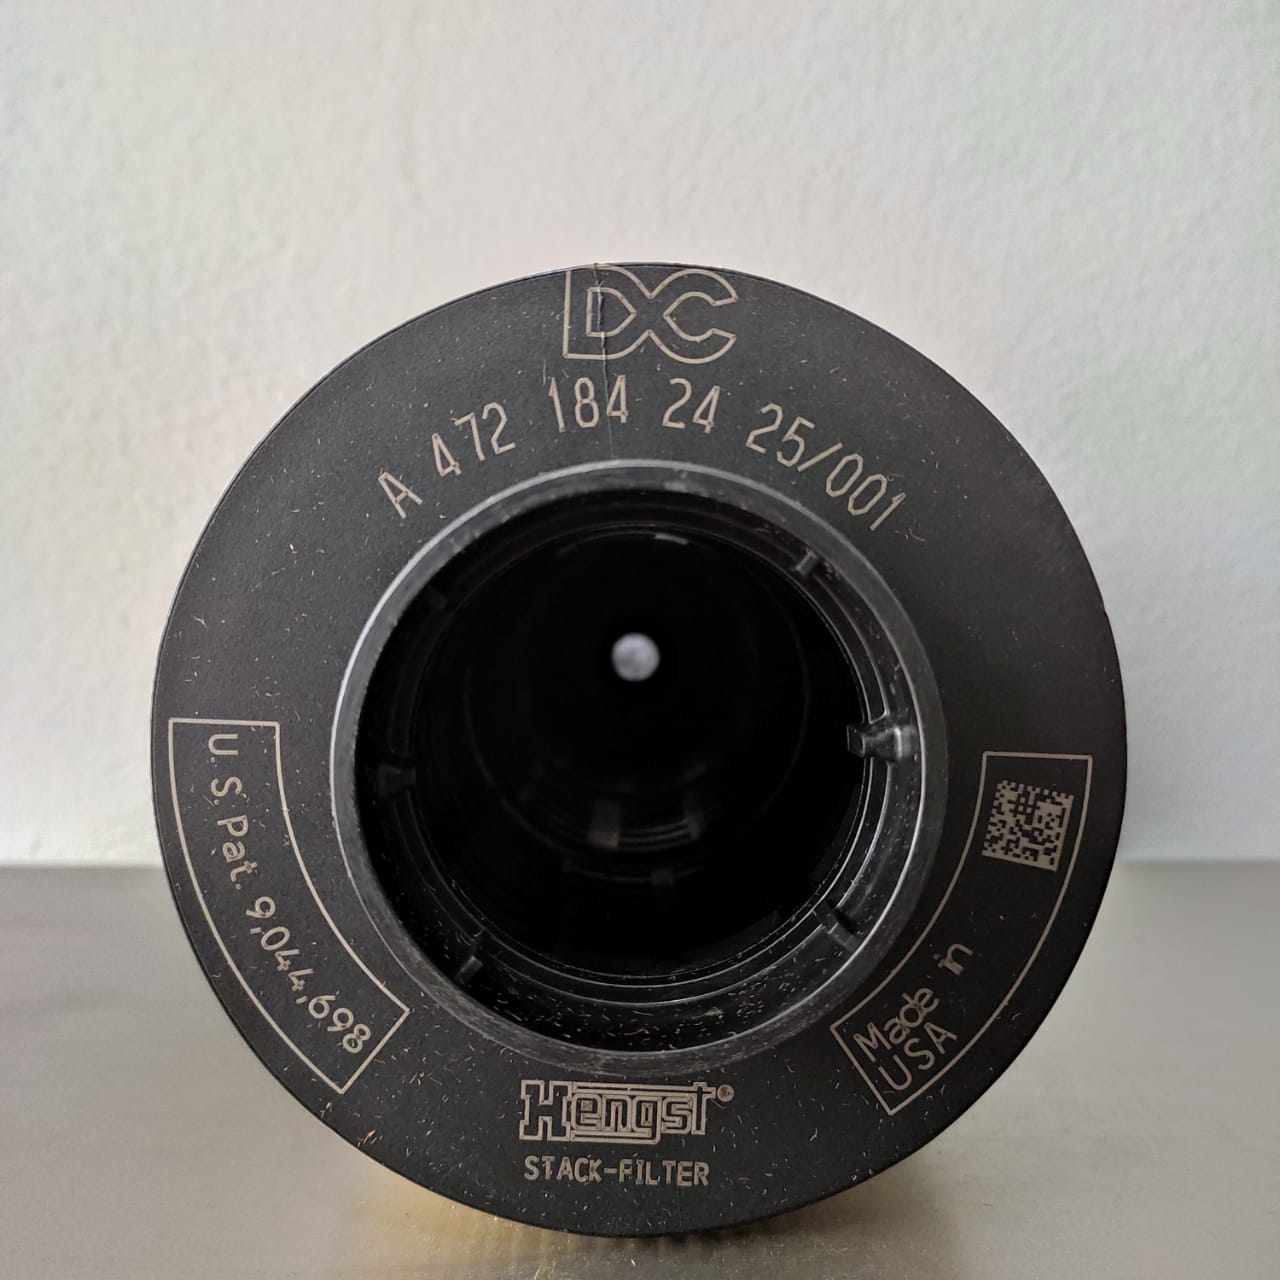 DC
A 472 184 24 25/001
U.S. Pat. 9,044,698
Made in
USA
Hengst®
STACK-FILTER